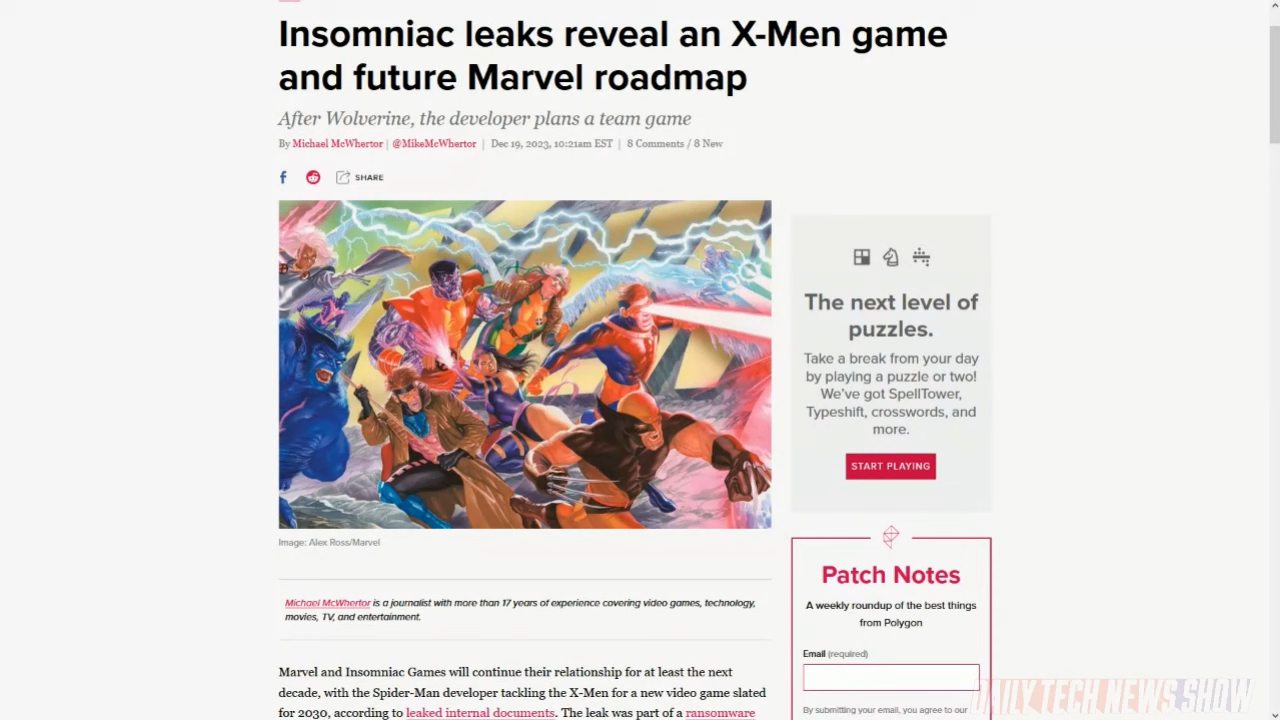 Insomniac leaks reveal an X-Men game
and future Marvel roadmap
After Wolverine, the developer plans a team game
By Michael McWhertor | @MikeMcWhertor | Dec 19, 2023, 10:21am EST | 8 Comments / 8 New
SHARE
Image: Alex Ross/Marvel
Michael McWhertor is a journalist with more than 17 years of experience covering video games, technology,
movies, TV, and entertainment.
Marvel and Insomniac Games will continue their relationship for at least the next
decade, with the Spider-Man developer tackling the X-Men for a new video game slated
for 2030, according to leaked internal documents. The leak was part of a ransomware
The next level of
puzzles.
Take a break from your day
by playing a puzzle or two!
We've got SpellTower,
Typeshift, crosswords, and
more.
START PLAYING
Patch Notes
A weekly roundup of the best things
from Polygon
Email (required)
By submitting your email, you agree to our
DAILY TECH NEWS SHOW